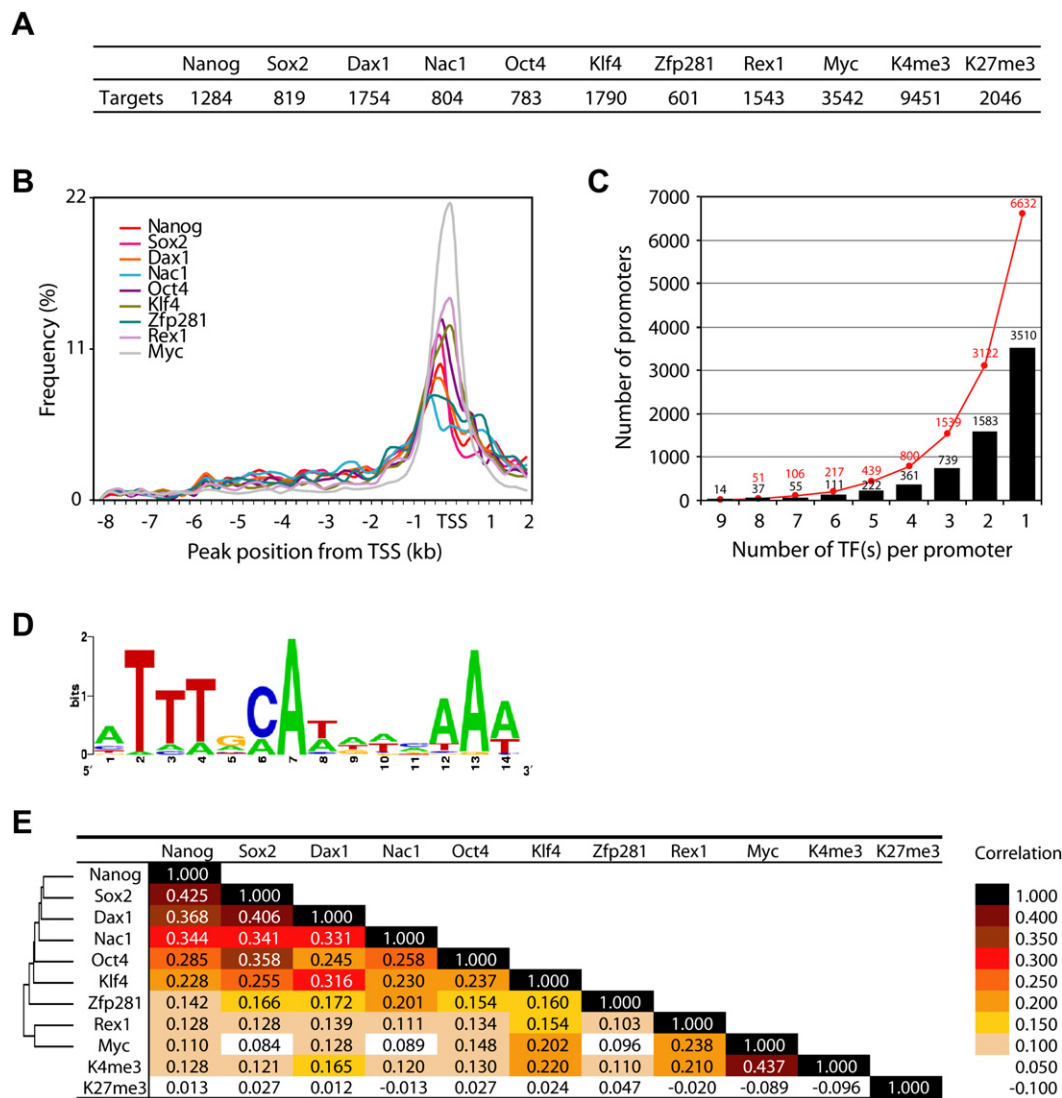 A
Nanog Sox2 Dax1 Nac1 Oct4 Klf4 Zfp281 Rex1 Myc K4me3 K27me3
Targets 1284 819 1754 804 783 1790 601 1543 3542 9451 2046
B
22
11
0
Frequency (%)
Nanog
Sox2
Dax1
Nac1
Oct4
Klf4
Zfp281
Rex1
Myc
-8 -7 -6 -5 -4 -3 -2 -1 TSS 1 2
Peak position from TSS (kb)
C
7000
6000
5000
4000
3000
2000
1000
0
Number of promoters
51 106 217 439 800 1539 3122 6632
14 37 55 111 222 361 739 1583 3510
9 8 7 6 5 4 3 2 1
Number of TF(s) per promoter
D
2
1
0
bits
5′ 1 2 3 4 5 6 7 8 9 10 11 12 13 14 3′
E
Nanog Sox2 Dax1 Nac1 Oct4 Klf4 Zfp281 Rex1 Myc K4me3 K27me3
Nanog 1.000
Sox2 0.425 1.000
Dax1 0.368 0.406 1.000
Nac1 0.344 0.341 0.331 1.000
Oct4 0.285 0.358 0.245 0.258 1.000
Klf4 0.228 0.255 0.316 0.230 0.237 1.000
Zfp281 0.142 0.166 0.172 0.201 0.154 0.160 1.000
Rex1 0.128 0.128 0.139 0.111 0.134 0.154 0.103 1.000
Myc 0.110 0.084 0.128 0.089 0.148 0.202 0.096 0.238 1.000
K4me3 0.128 0.121 0.165 0.120 0.130 0.220 0.110 0.210 0.437 1.000
K27me3 0.013 0.027 0.012 -0.013 0.027 0.024 0.047 -0.020 -0.089 -0.096 1.000
Correlation
1.000
0.400
0.350
0.300
0.250
0.200
0.150
0.100
0.050
-0.100